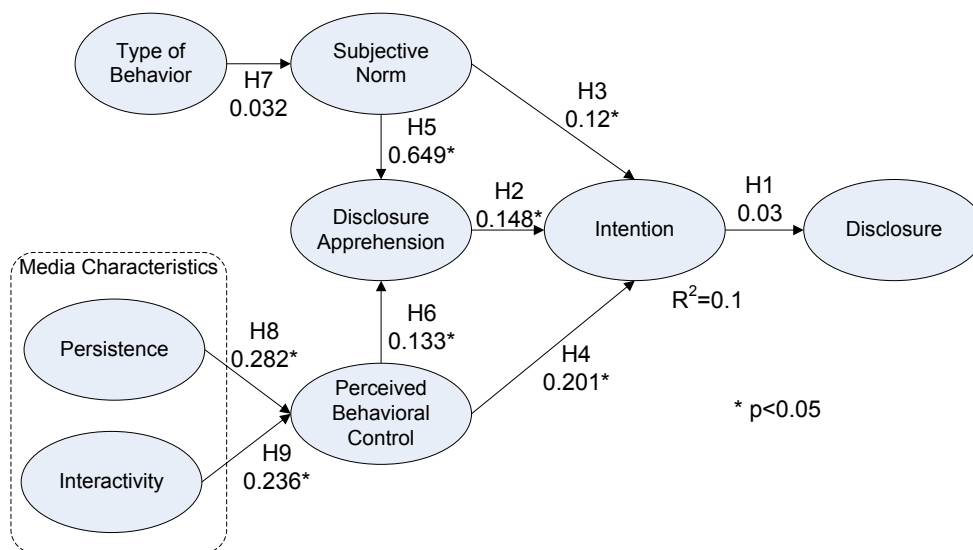 Type of
Behavior
H7
0.032
Subjective
Norm
H3
0.12*
H5
0.649*
Disclosure
Apprehension
H2
0.148*
Intention
H1
0.03
Disclosure
R²=0.1
Media Characteristics
Persistence
H8
0.282*
H6
0.133*
H4
0.201*
Perceived
Behavioral
Control
Interactivity
H9
0.236*
* p<0.05